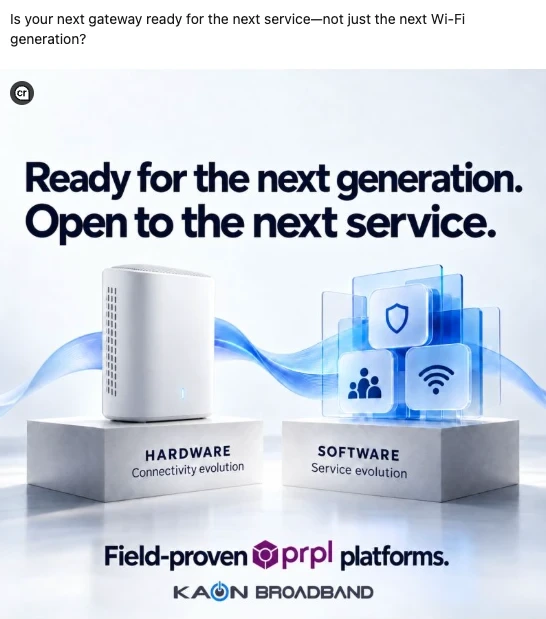 Is your next gateway ready for the next service—not just the next Wi-Fi
generation?
cr
Ready for the next generation.
Open to the next service.
HARDWARE
Connectivity evolution
SOFTWARE
Service evolution
Field-proven prpl platforms.
KAON BROADBAND